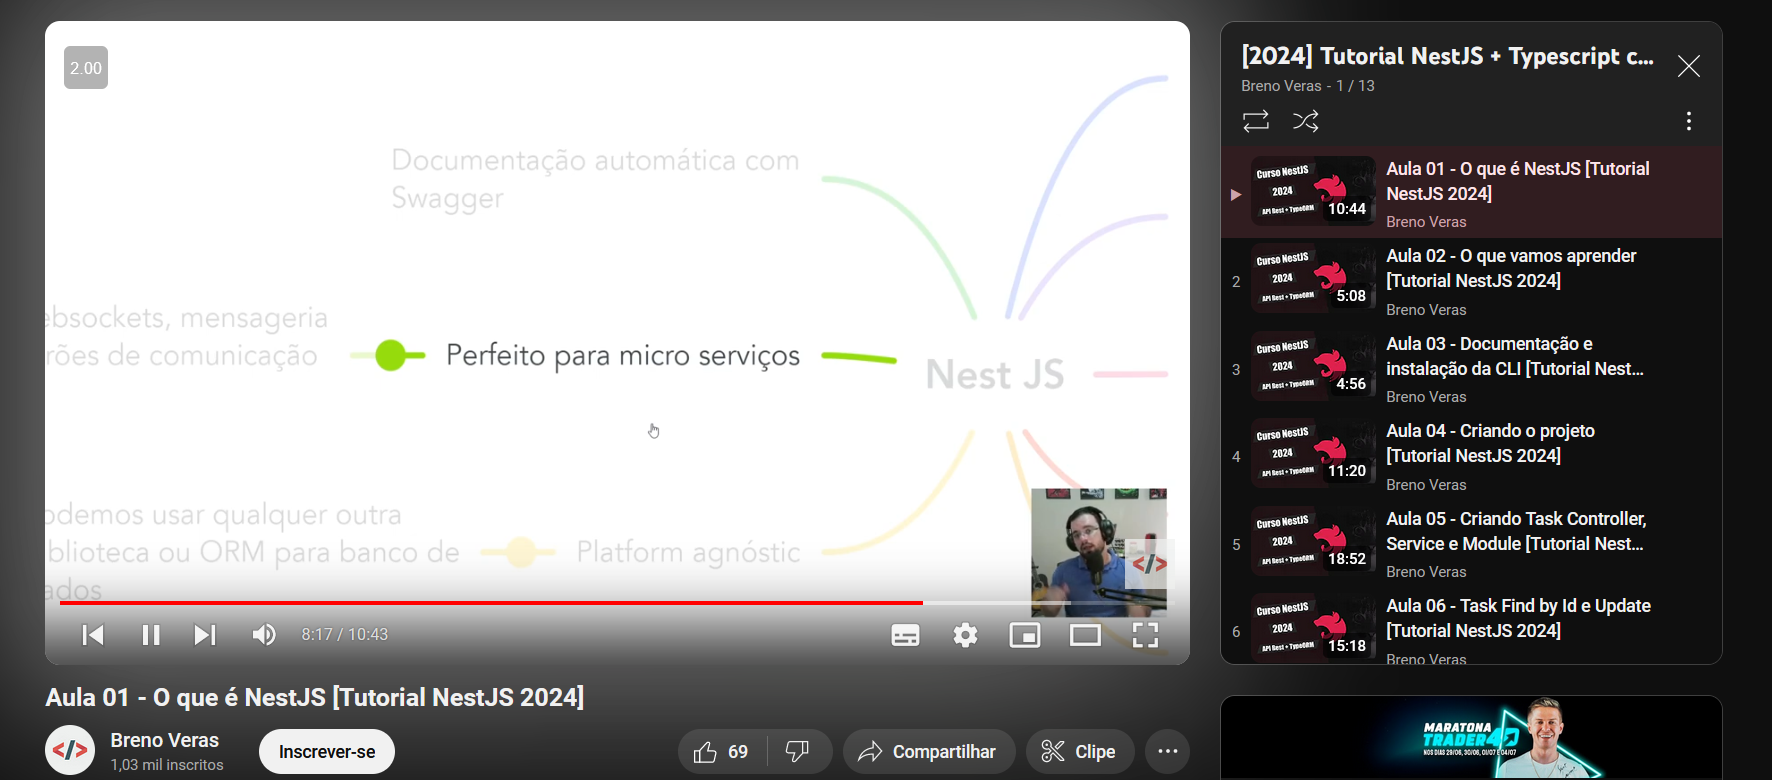 2.00
Documentação automática com
Swagger
ebsockets, mensageria
rões de comunicação
Perfeito para micro serviços
Nest JS
odemos usar qualquer outra
blioteca ou ORM para banco de
ados
Platform agnóstic
</>
8:17 / 10:43
Aula 01 - O que é NestJS [Tutorial NestJS 2024]
</>
Breno Veras
1,03 mil inscritos
Inscrever-se
69
Compartilhar
Clipe
[2024] Tutorial NestJS + Typescript c...
Breno Veras - 1 / 13
Curso NestJS
2024
API Rest + TypeORM
10:44
Aula 01 - O que é NestJS [Tutorial
NestJS 2024]
Breno Veras
2
Curso NestJS
2024
API Rest + TypeORM
5:08
Aula 02 - O que vamos aprender
[Tutorial NestJS 2024]
Breno Veras
3
Curso NestJS
2024
API Rest + TypeORM
4:56
Aula 03 - Documentação e
instalação da CLI [Tutorial Nest...
Breno Veras
4
Curso NestJS
2024
API Rest + TypeORM
11:20
Aula 04 - Criando o projeto
[Tutorial NestJS 2024]
Breno Veras
5
Curso NestJS
2024
API Rest + TypeORM
18:52
Aula 05 - Criando Task Controller,
Service e Module [Tutorial Nest...
Breno Veras
6
Curso NestJS
2024
API Rest + TypeORM
15:18
Aula 06 - Task Find by Id e Update
[Tutorial NestJS 2024]
Breno Veras
MARATONA
TRADER 4.0
NOS DIAS 29/06, 30/06, 01/07 E 04/07